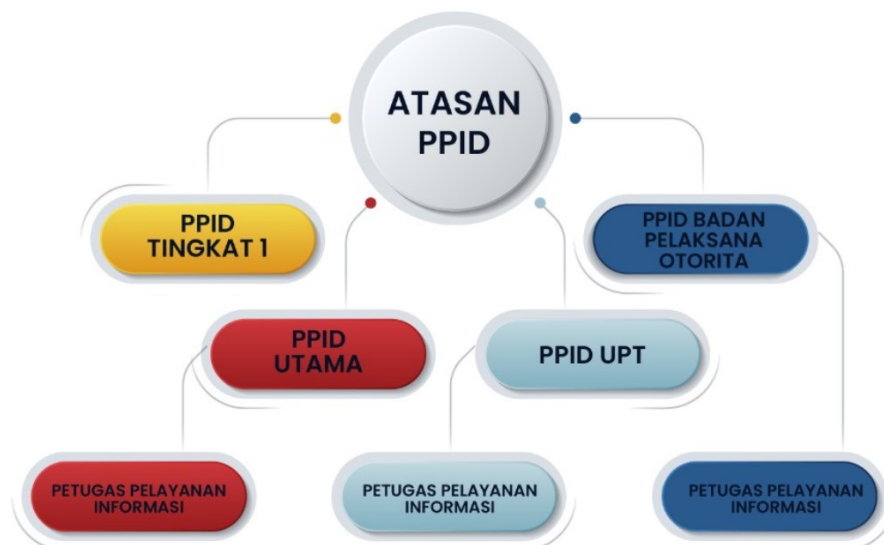 ATASAN
PPID
PPID
TINGKAT 1
PPID BADAN
PELAKSANA
OTORITA
PPID
UTAMA
PPID UPT
PETUGAS PELAYANAN
INFORMASI
PETUGAS PELAYANAN
INFORMASI
PETUGAS PELAYANAN
INFORMASI